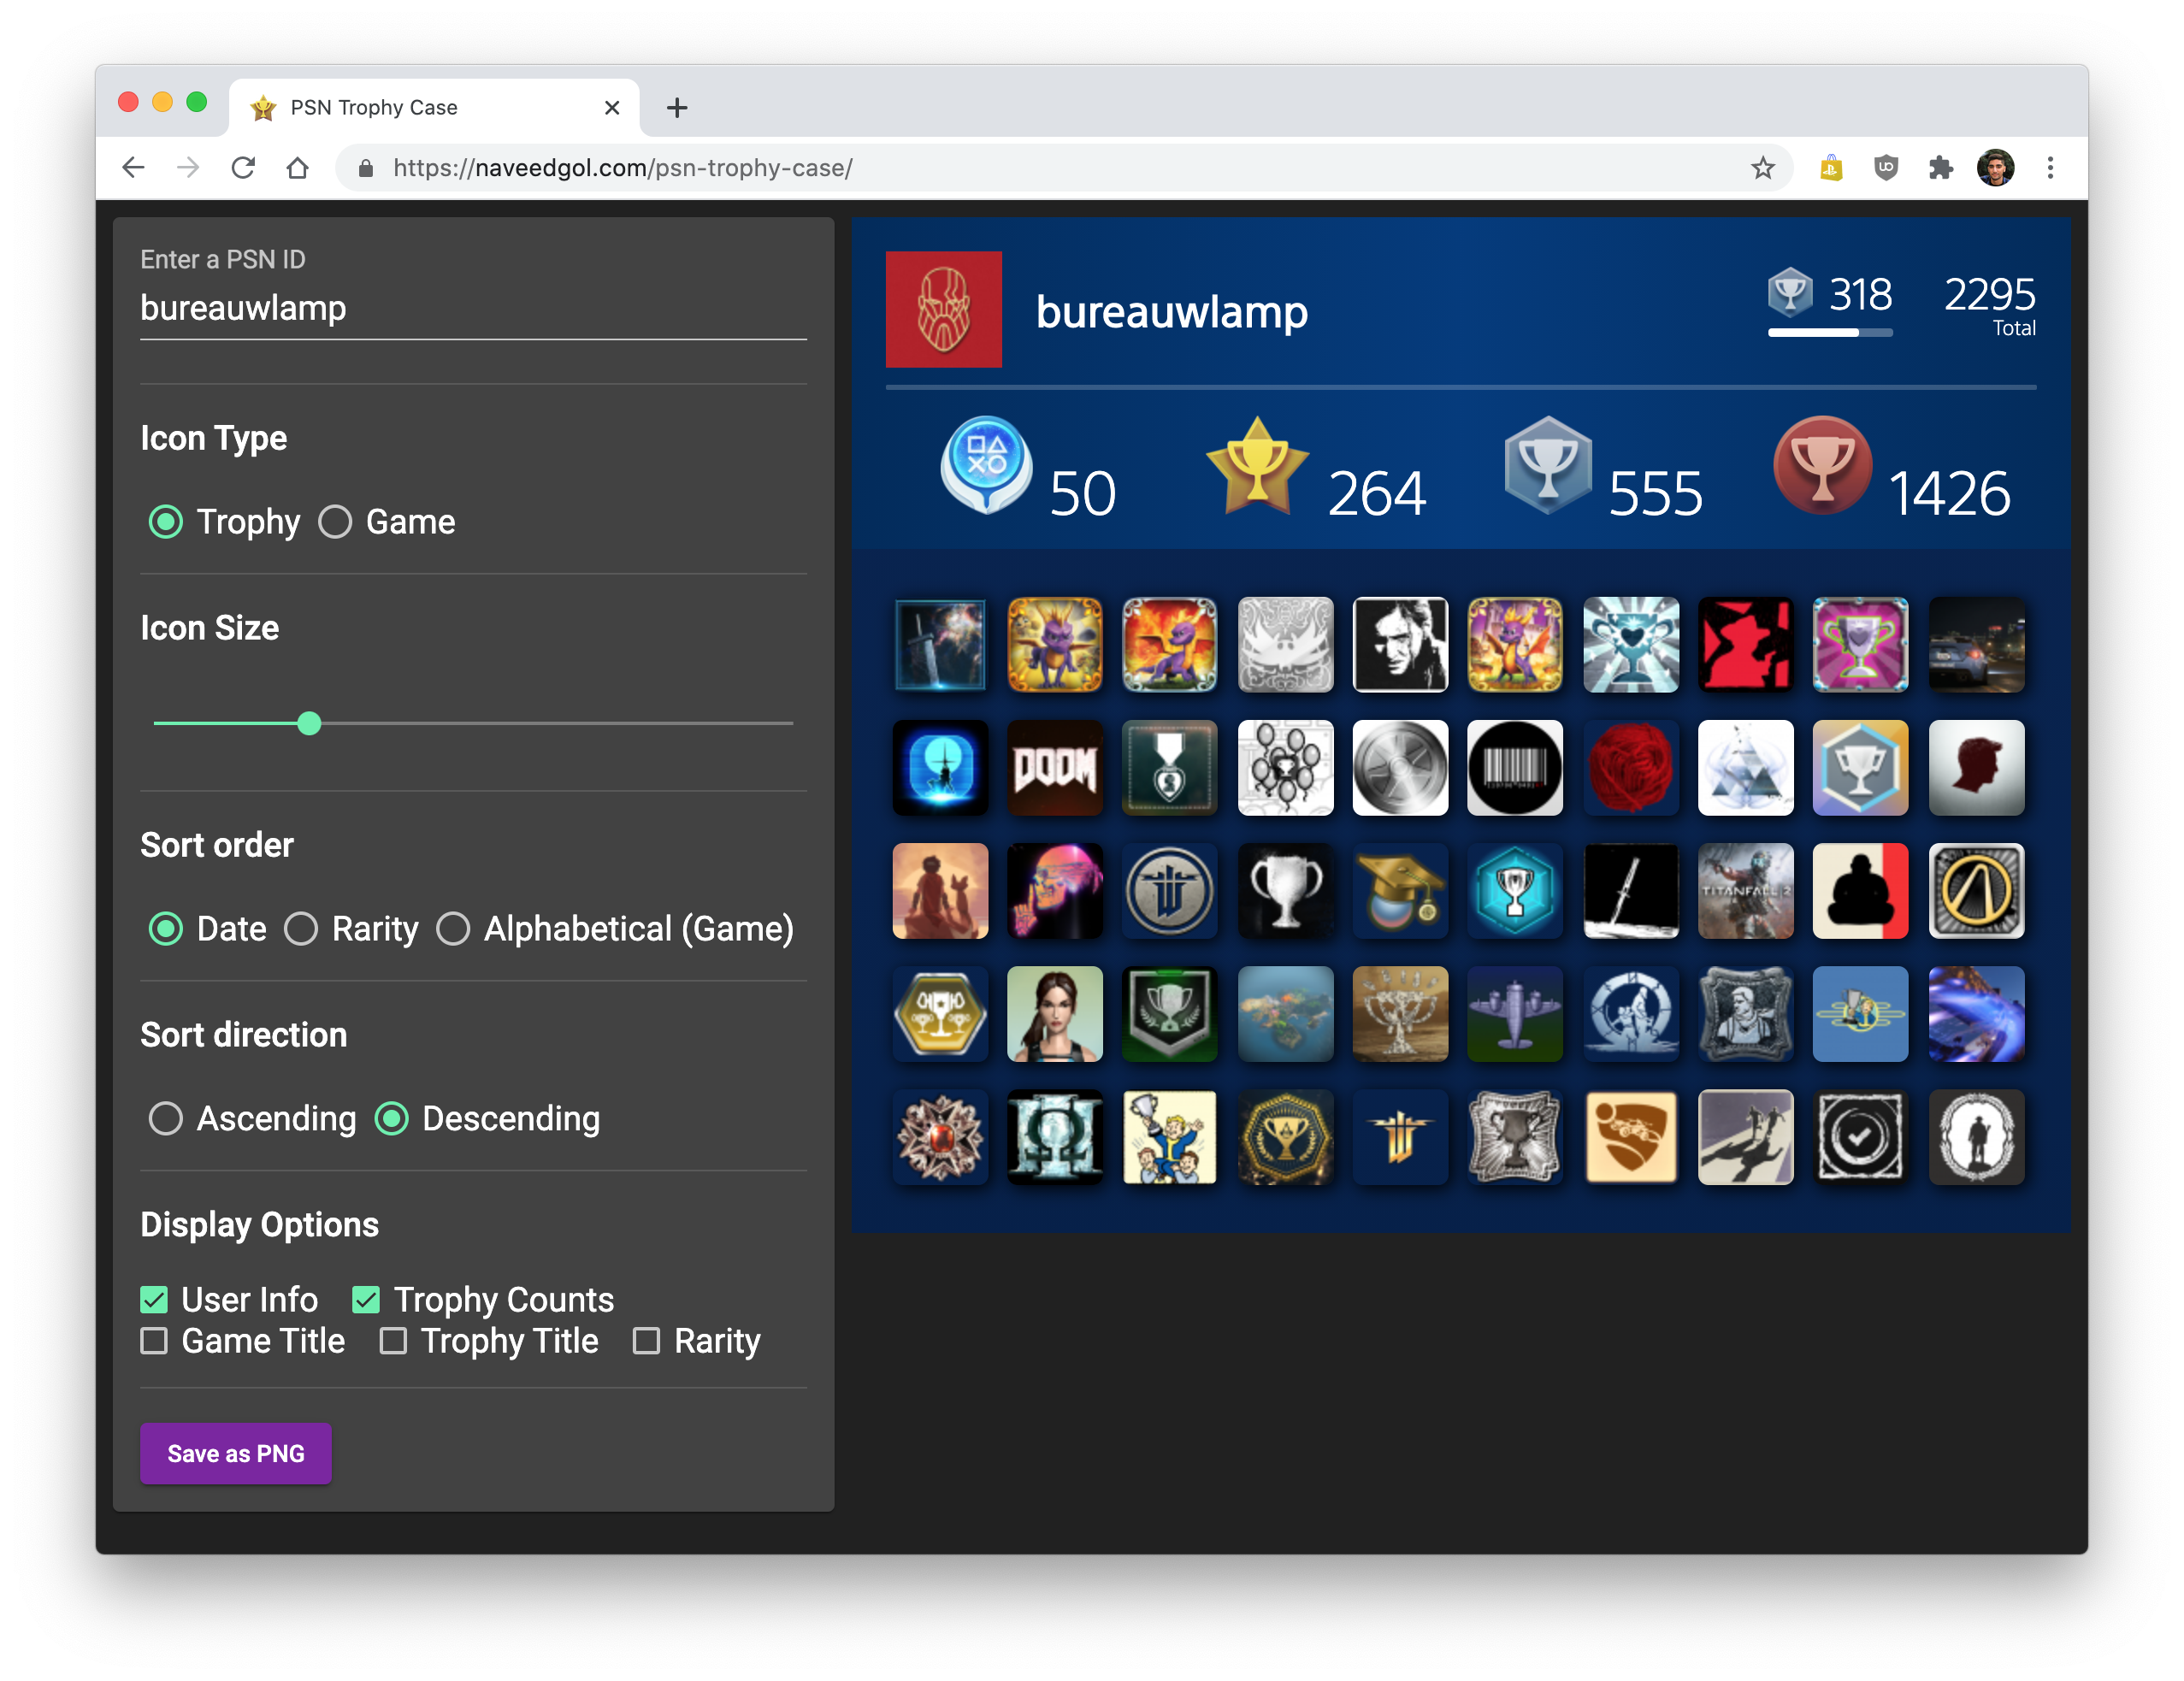 PSN Trophy Case
https://naveedgol.com/psn-trophy-case/
Enter a PSN ID
bureauwlamp
Icon Type
Trophy Game
Icon Size
Sort order
Date Rarity Alphabetical (Game)
Sort direction
Ascending Descending
Display Options
User Info Trophy Counts
Game Title Trophy Title Rarity
Save as PNG
bureauwlamp
318 2295
Total
50 264 555 1426
DOOM
TITANFALL 2